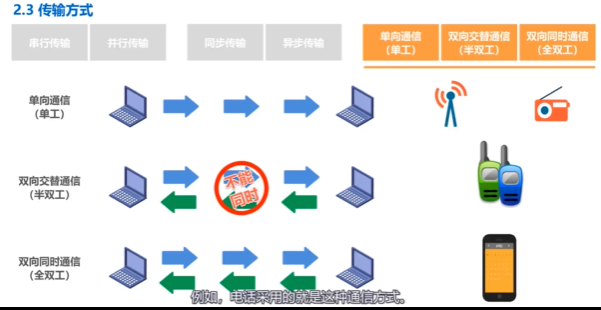 2.3 传输方式
串行传输
并行传输
同步传输
异步传输
单向通信
（单工）
双向交替通信
（半双工）
双向同时通信
（全双工）
单向通信
（单工）
双向交替通信
（半双工）
不能
同时
双向同时通信
（全双工）
例如，电话采用的就是这种通信方式。